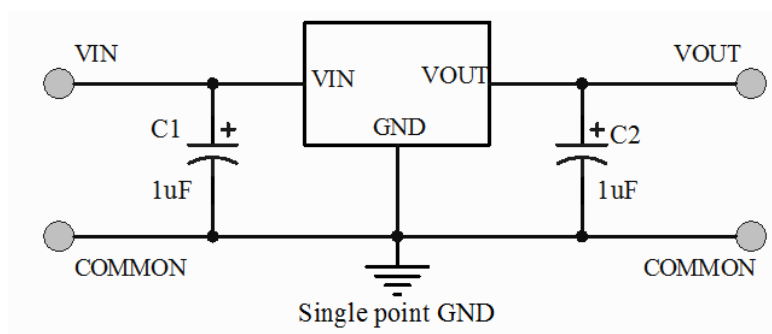 VIN
VOUT
VIN
VOUT
GND
C1
+
1uF
+
C2
1uF
COMMON
COMMON
Single point GND